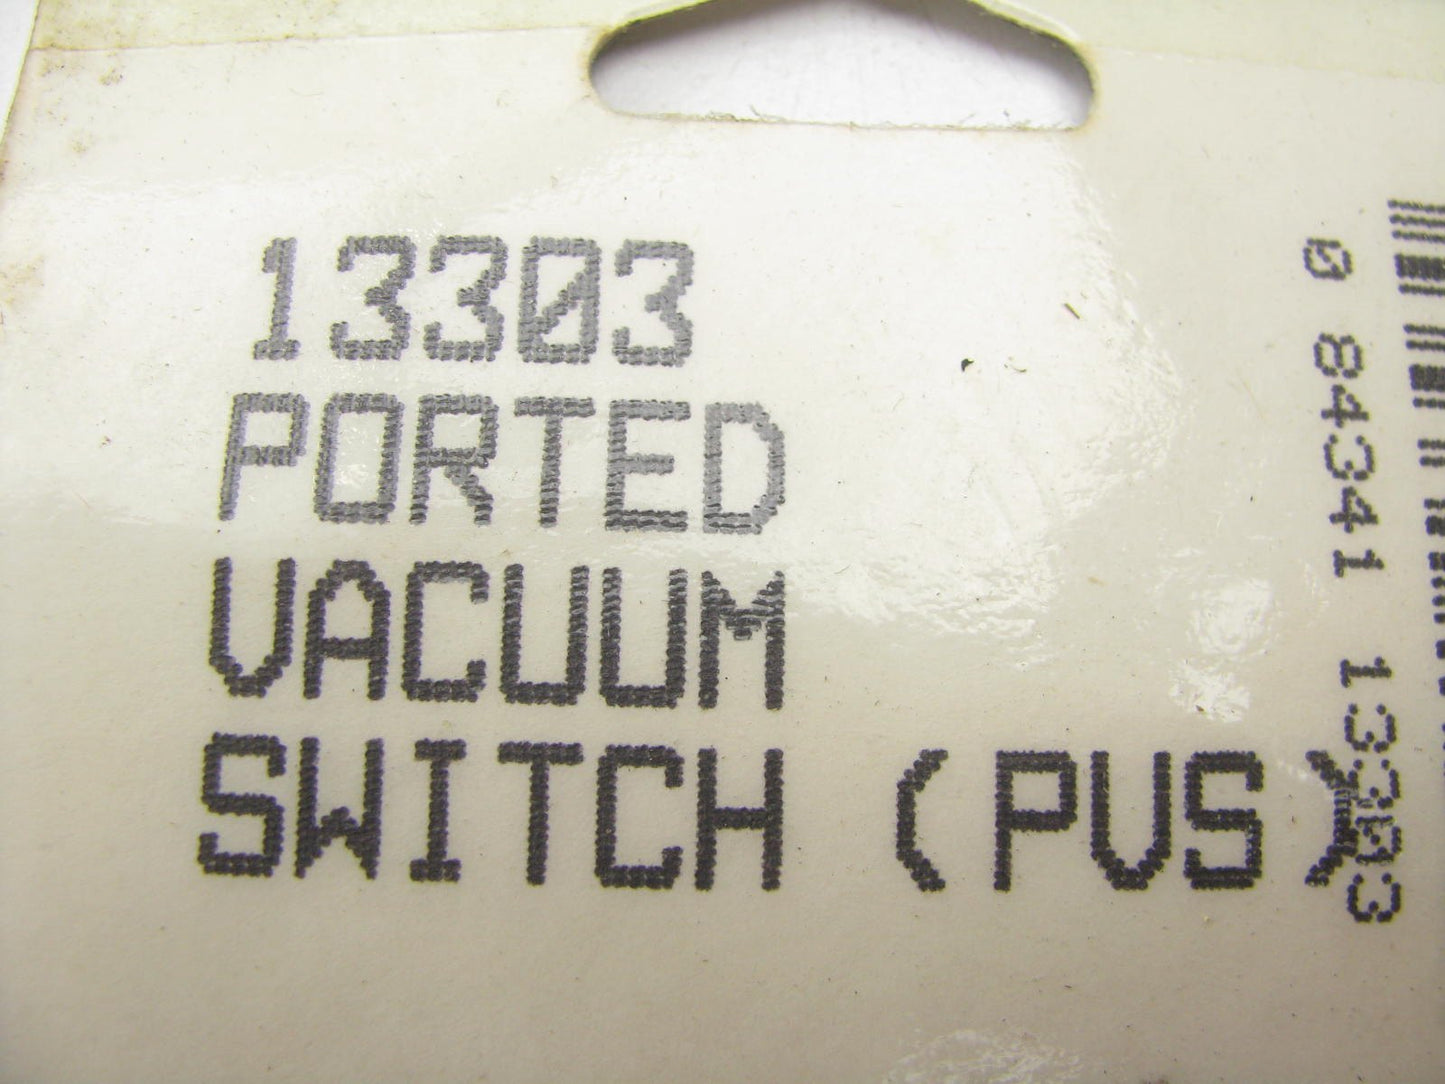 13303
PORTED
VACUUM
SWITCH (PVS)
0 84341 13303